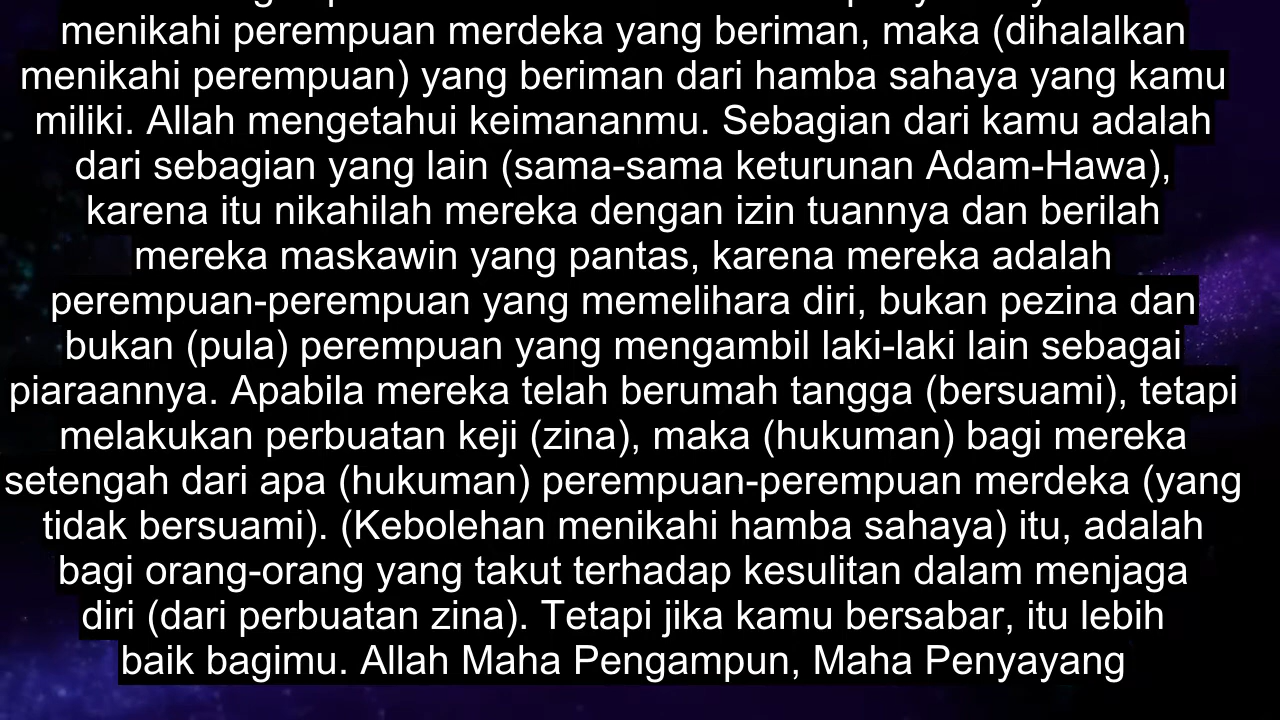 menikahi perempuan merdeka yang beriman, maka (dihalalkan
menikahi perempuan) yang beriman dari hamba sahaya yang kamu
miliki. Allah mengetahui keimananmu. Sebagian dari kamu adalah
dari sebagian yang lain (sama-sama keturunan Adam-Hawa),
karena itu nikahilah mereka dengan izin tuannya dan berilah
mereka maskawin yang pantas, karena mereka adalah
perempuan-perempuan yang memelihara diri, bukan pezina dan
bukan (pula) perempuan yang mengambil laki-laki lain sebagai
piaraannya. Apabila mereka telah berumah tangga (bersuami), tetapi
melakukan perbuatan keji (zina), maka (hukuman) bagi mereka
setengah dari apa (hukuman) perempuan-perempuan merdeka (yang
tidak bersuami). (Kebolehan menikahi hamba sahaya) itu, adalah
bagi orang-orang yang takut terhadap kesulitan dalam menjaga
diri (dari perbuatan zina). Tetapi jika kamu bersabar, itu lebih
baik bagimu. Allah Maha Pengampun, Maha Penyayang